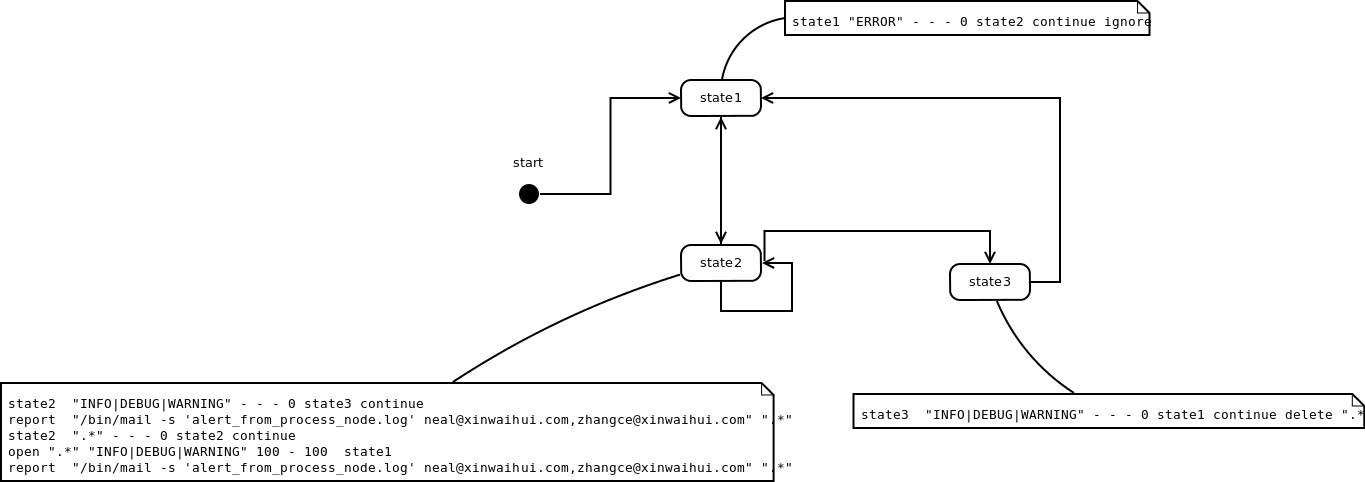 state1 "ERROR" - - - 0 state2 continue ignore
state1
start
state2
state3
state2  "INFO|DEBUG|WARNING" - - - 0 state3 continue
report  "/bin/mail -s 'alert_from_process_node.log' neal@xinwaihui.com,zhangce@xinwaihui.com" ".*"
state2  ".*" - - - 0 state2 continue
open ".*" "INFO|DEBUG|WARNING" 100 - 100  state1
report  "/bin/mail -s 'alert_from_process_node.log' neal@xinwaihui.com,zhangce@xinwaihui.com" ".*"
state3  "INFO|DEBUG|WARNING" - - - 0 state1 continue delete ".*